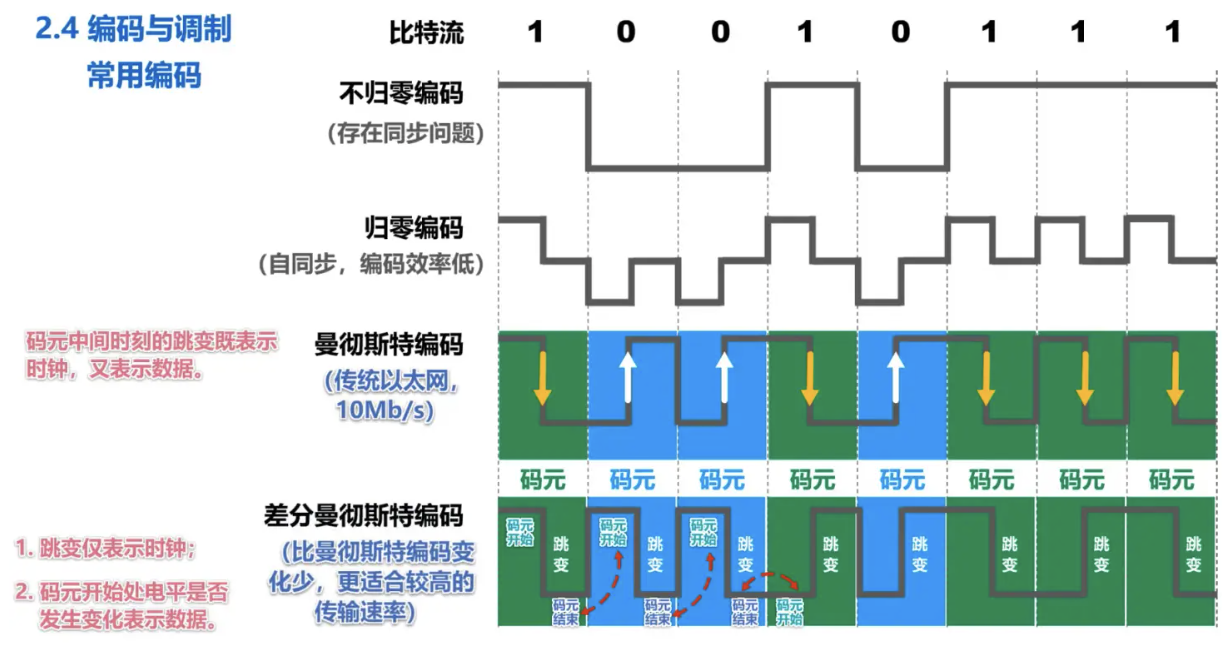 2.4 编码与调制
常用编码
比特流 1 0 0 1 0 1 1 1
不归零编码
(存在同步问题)
归零编码
(自同步，编码效率低)
码元中间时刻的跳变既表示
时钟，又表示数据。
曼彻斯特编码
(传统以太网，
10Mb/s)
码元 码元 码元 码元 码元 码元 码元 码元
差分曼彻斯特编码
(比曼彻斯特编码变
化少，更适合较高的
传输速率)
1. 跳变仅表示时钟；
2. 码元开始处电平是否
发生变化表示数据。
码元
开始
跳
变
码元
结束
码元
开始
跳
变
码元
结束
码元
开始
跳
变
码元
结束
码元
开始
跳
变
跳
变
跳
变
跳
变
跳
变